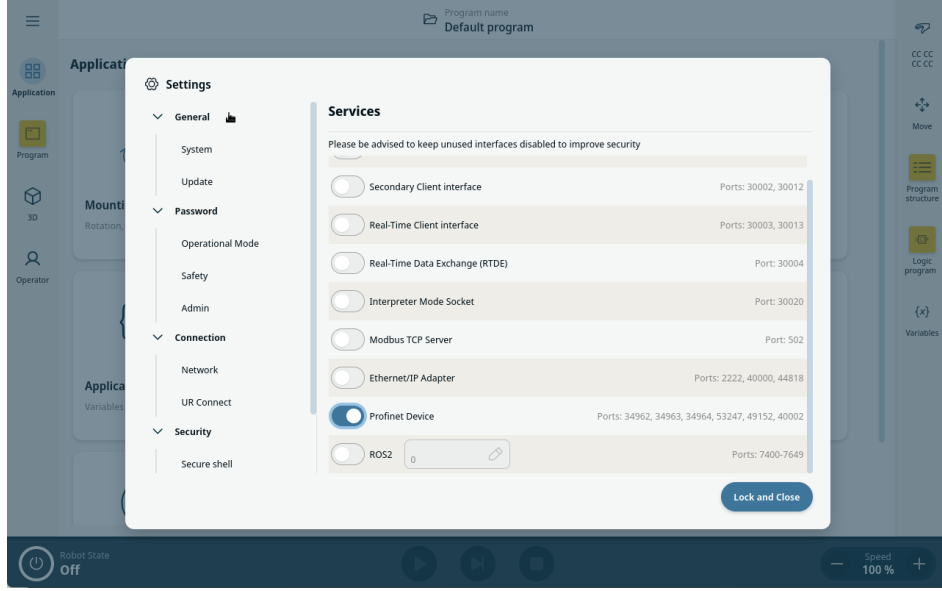 Program name
Default program
Applicati
Application
Program
3D
Operator
Mounti
Rotation,
Applica
Variables
Settings
General
System
Update
Password
Operational Mode
Safety
Admin
Connection
Network
UR Connect
Security
Secure shell
Services
Please be advised to keep unused interfaces disabled to improve security
Secondary Client interface Ports: 30002, 30012
Real-Time Client interface Ports: 30003, 30013
Real-Time Data Exchange (RTDE) Port: 30004
Interpreter Mode Socket Port: 30020
Modbus TCP Server Port: 502
Ethernet/IP Adapter Ports: 2222, 40000, 44818
Profinet Device Ports: 34962, 34963, 34964, 53247, 49152, 40002
ROS2 0 Ports: 7400-7649
Lock and Close
CC CC
CC CC
Move
Program
structure
Logic
program
{x}
Variables
Robot State
Off
Speed
100 %